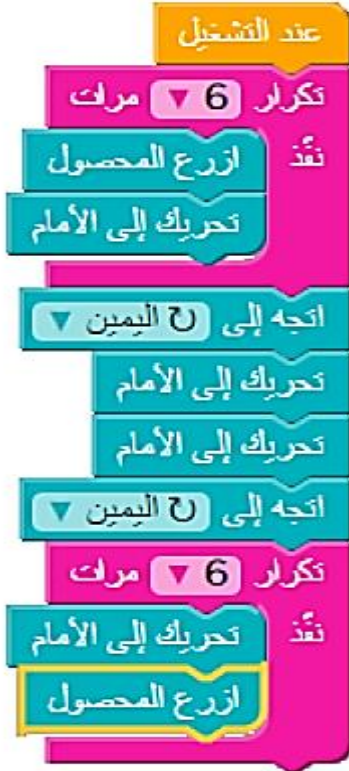 عند التشغيل
تكرار 6 ▼ مرات
نفّذ ازرع المحصول
تحريك إلى الأمام
اتجه إلى ↻ اليمين ▼
تحريك إلى الأمام
تحريك إلى الأمام
اتجه إلى ↻ اليمين ▼
تكرار 6 ▼ مرات
نفّذ تحريك إلى الأمام
ازرع المحصول